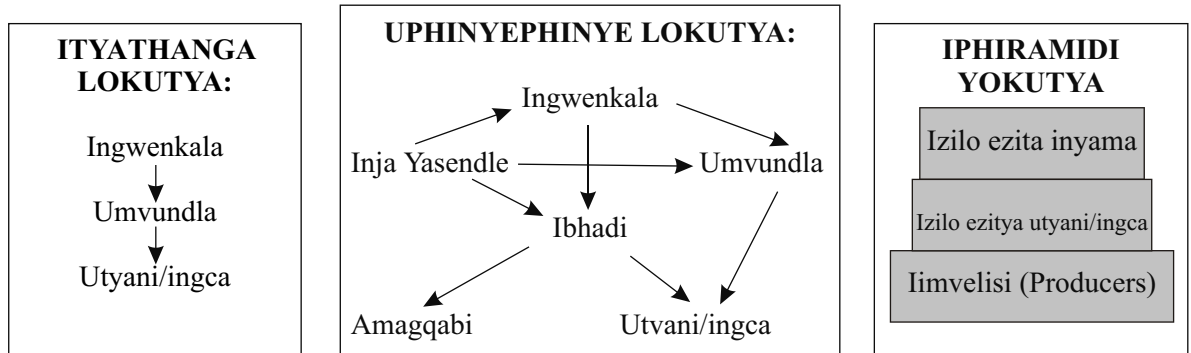 ITYATHANGA
LOKUTYA:
Ingwenkala
Umvundla
Utyani/ingca
UPHINYEPHINYE LOKUTYA:
Ingwenkala
Inja Yasendle
Umvundla
Ibhadi
Amagqabi
Utvani/ingca
IPHIRAMIDI
YOKUTYA
Izilo ezita inyama
Izilo ezitya utyani/ingca
Iimvelisi (Producers)